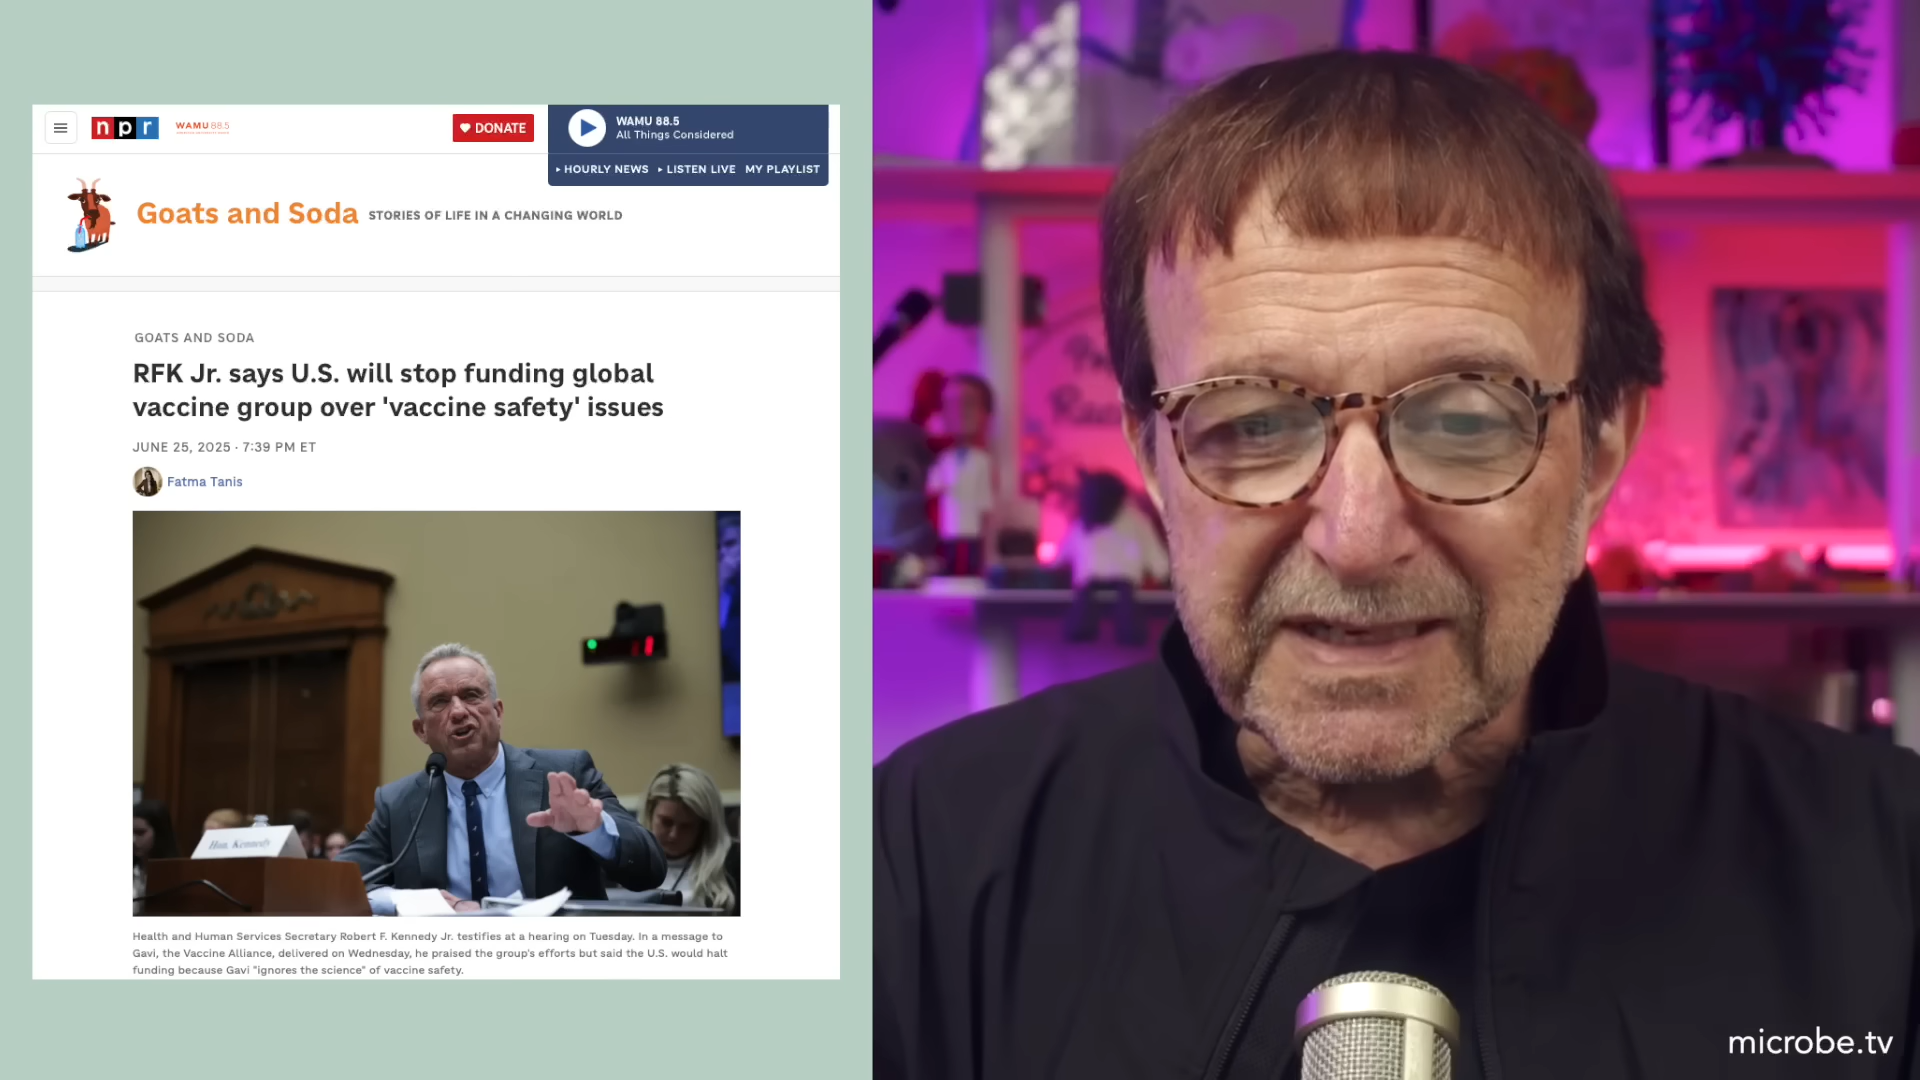 npr
WAMU 88.5
DONATE
WAMU 88.5
All Things Considered
HOURLY NEWS
LISTEN LIVE
MY PLAYLIST
Goats and Soda
STORIES OF LIFE IN A CHANGING WORLD
GOATS AND SODA
RFK Jr. says U.S. will stop funding global
vaccine group over 'vaccine safety' issues
JUNE 25, 2025 · 7:39 PM ET
Fatma Tanis
Hon. Kennedy
Health and Human Services Secretary Robert F. Kennedy Jr. testifies at a hearing on Tuesday. In a message to
Gavi, the Vaccine Alliance, delivered on Wednesday, he praised the group's efforts but said the U.S. would halt
funding because Gavi "ignores the science" of vaccine safety.
microbe.tv